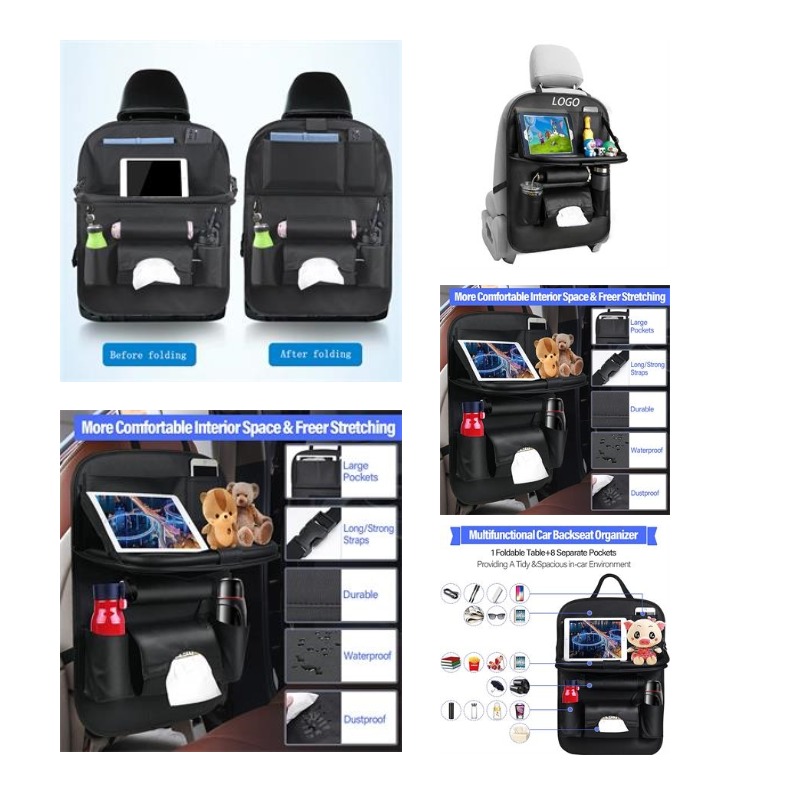 Before folding
After folding
LOGO
More Comfortable Interior Space & Freer Stretching
Large
Pockets
Long/Strong
Straps
Durable
Waterproof
Dustproof
More Comfortable Interior Space & Freer Stretching
Large
Pockets
Long/Strong
Straps
Durable
Waterproof
Dustproof
Multifunctional Car Backseat Organizer
1 Foldable Table+8 Separate Pockets
Providing A Tidy &Spacious in-car Environment